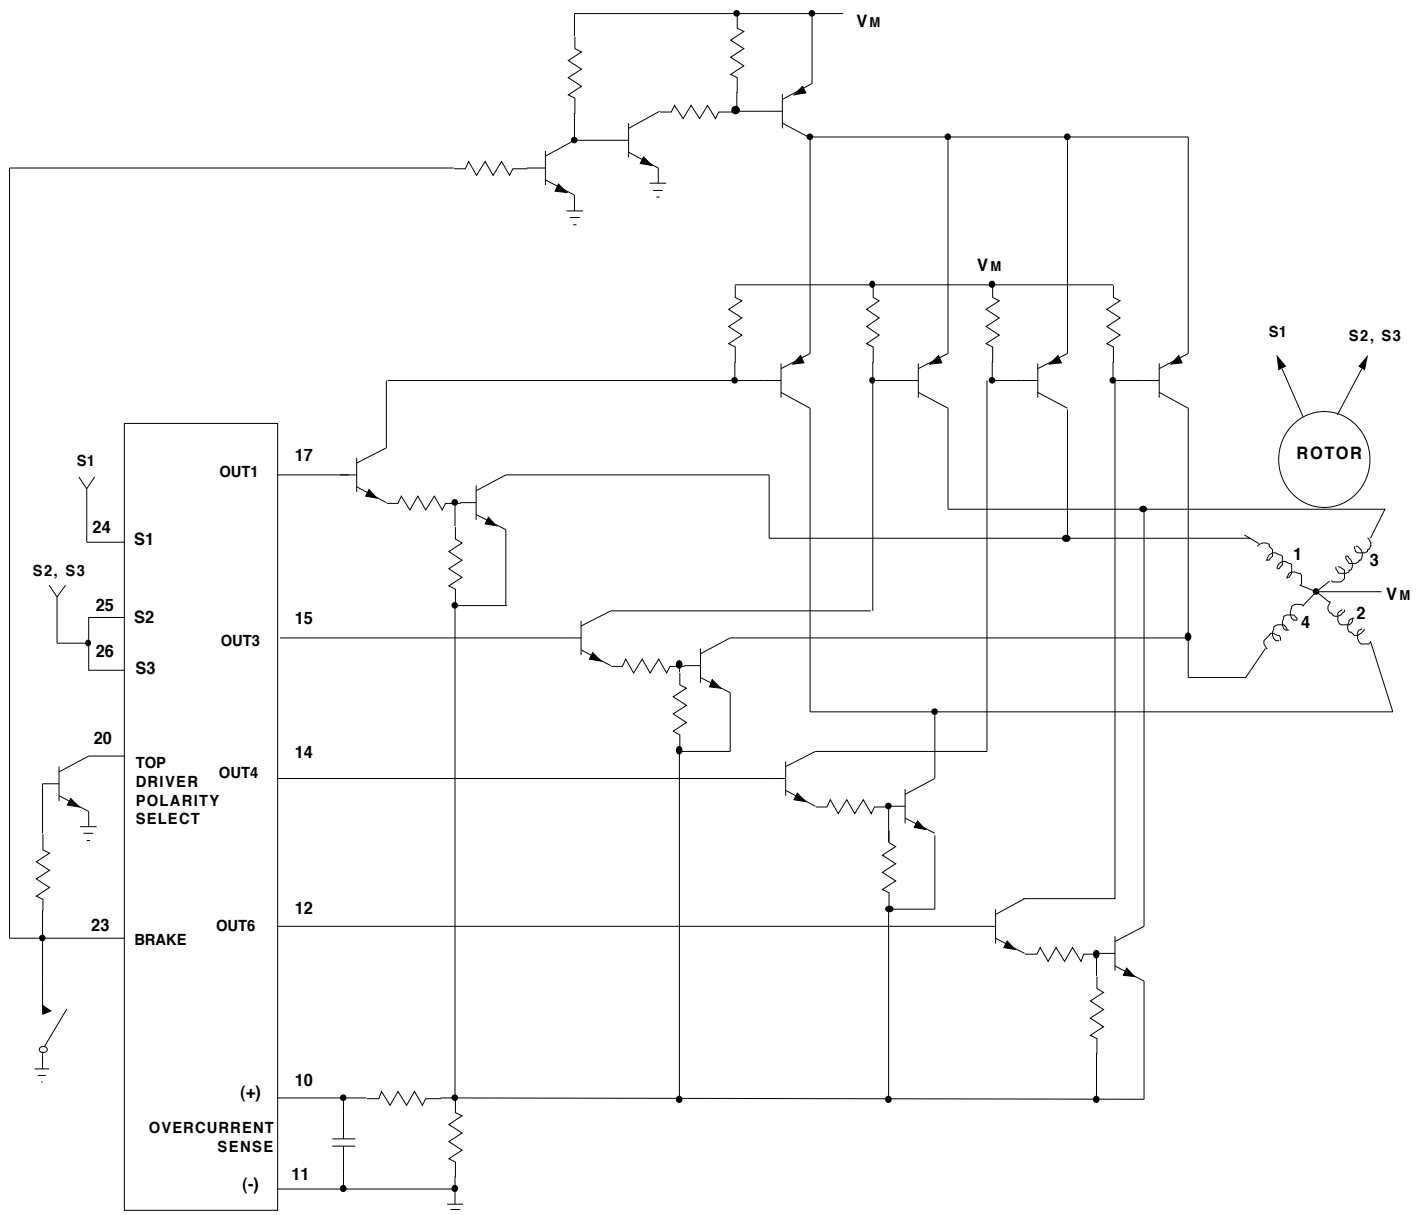 VM
VM
S1
S2, S3
ROTOR
S1
OUT1
17
24
S1
S2, S3
25
S2
15
OUT3
26
S3
1
3
VM
2
4
20
TOP
DRIVER
POLARITY
SELECT
14
OUT4
23
BRAKE
12
OUT6
10
(+)
OVERCURRENT
SENSE
11
(-)